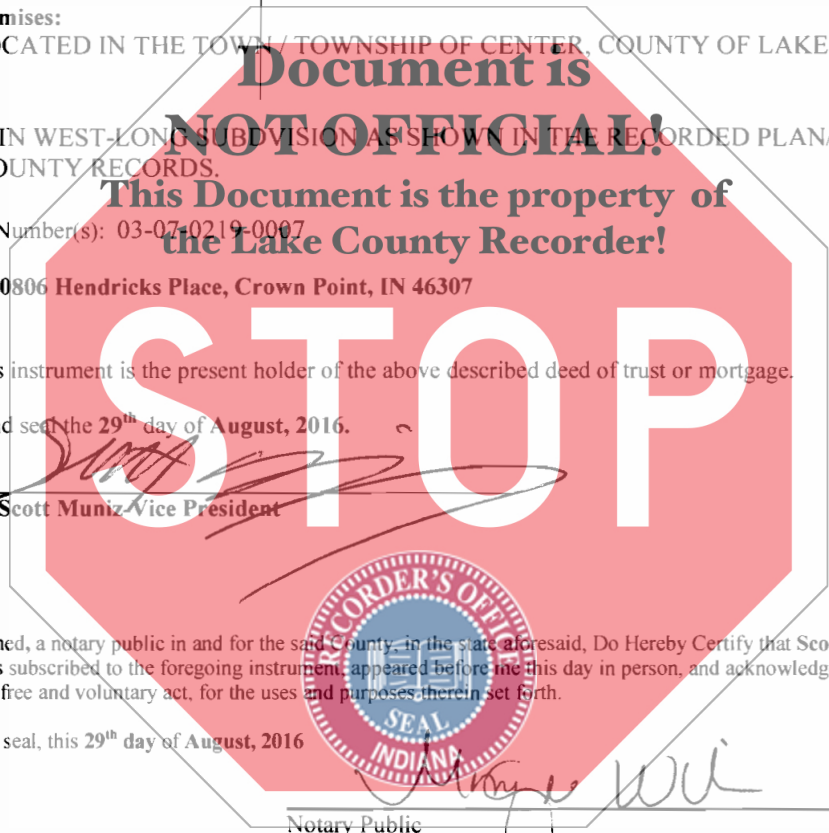 mises:
OCATED IN THE TOWN / TOWNSHIP OF CENTER, COUNTY OF LAKE
Document is
IN WEST-LONG SUBDVISION AS SHOWN IN THE RECORDED PLAN/
NOT OFFICIAL!
OUNTY RECORDS.
This Document is the property of
Number(s): 03-07-0219-0007
the Lake County Recorder!
0806 Hendricks Place, Crown Point, IN 46307
STOP
s instrument is the present holder of the above described deed of trust or mortgage.
d seal the 29th day of August, 2016.
Scott Muniz-Vice President
RECORDER'S OFFICE
SEAL
INDIANA
ned, a notary public in and for the said County, in the state aforesaid, Do Hereby Certify that Sco
s subscribed to the foregoing instrument, appeared before me this day in person, and acknowledg
free and voluntary act, for the uses and purposes therein set forth.
seal, this 29th day of August, 2016
Notary Public